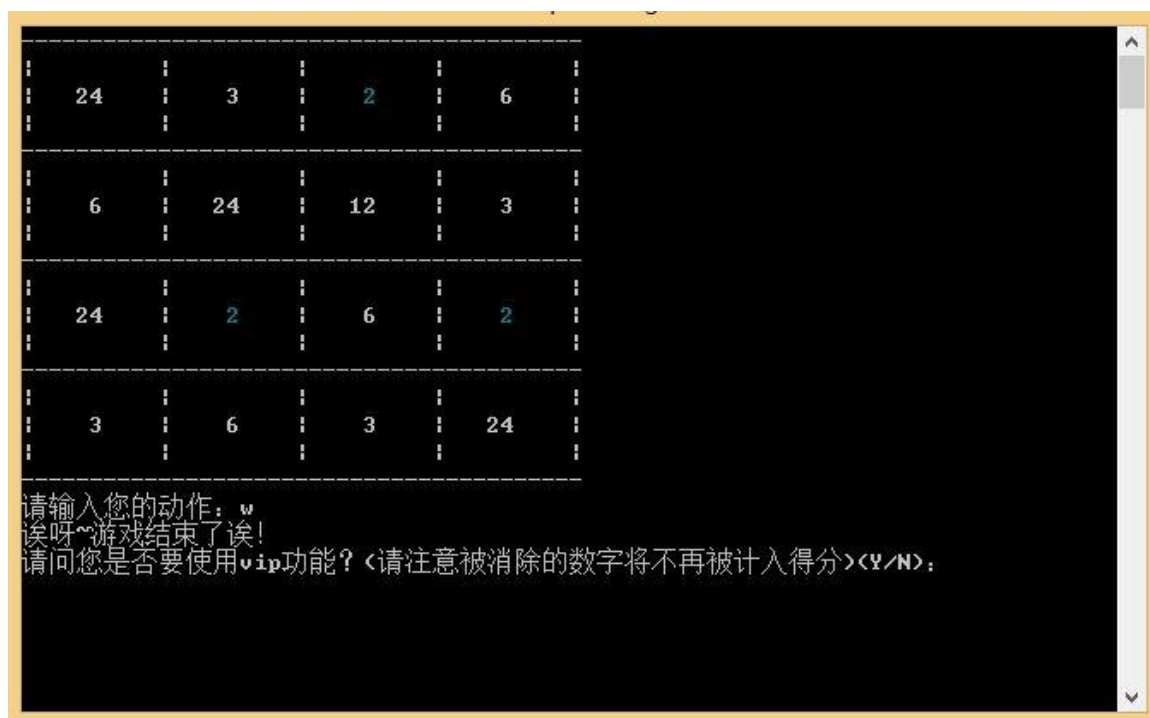 24 3 2 6
6 24 12 3
24 2 6 2
3 6 3 24
请输入您的动作：w
诶呀~游戏结束了诶！
请问您是否要使用vip功能？(请注意被消除的数字将不再被计入得分)(Y/N)：